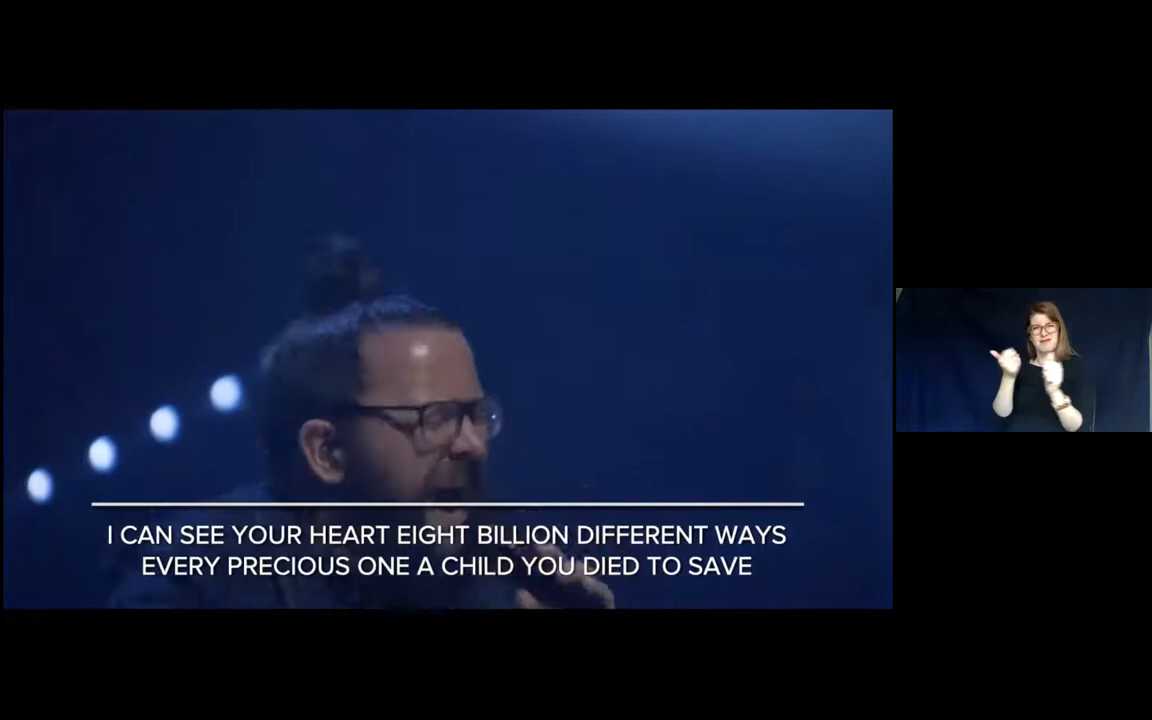 I CAN SEE YOUR HEART EIGHT BILLION DIFFERENT WAYS
EVERY PRECIOUS ONE A CHILD YOU DIED TO SAVE